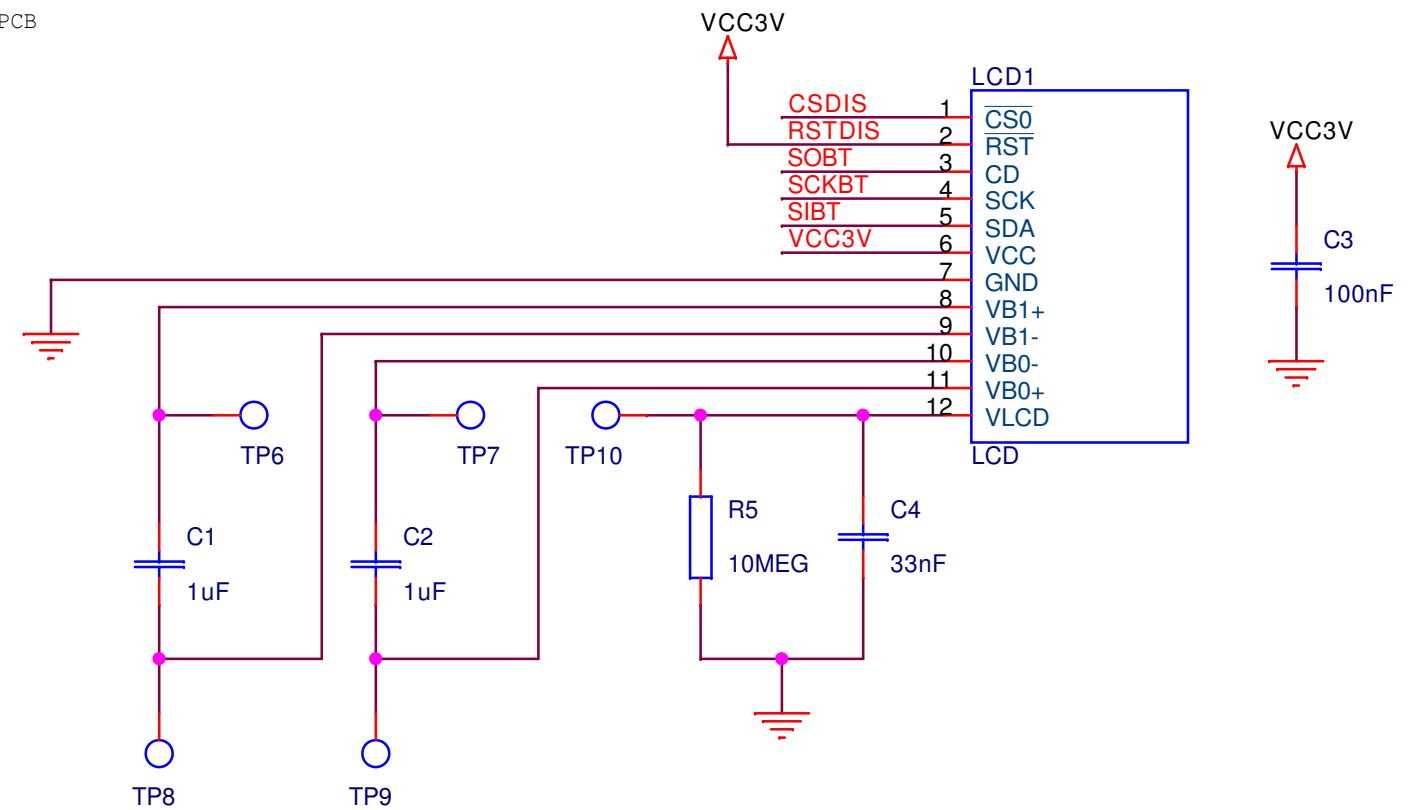 PCB
VCC3V
LCD1
CSDIS 1 CS0
RSTDIS 2 RST
SOBT 3 CD
SCKBT 4 SCK
SIBT 5 SDA
VCC3V 6 VCC
7 GND
8 VB1+
9 VB1-
10 VB0-
11 VB0+
12 VLCD
LCD
VCC3V
C3
100nF
TP6
TP7
TP10
C1
1uF
C2
1uF
R5
10MEG
C4
33nF
TP8
TP9